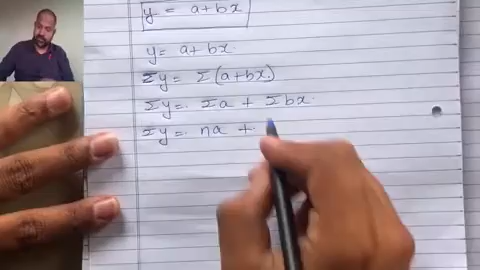 y = a+bx
y = a+bx.
Σy = Σ(a+bx)
Σy = Σa + Σbx.
Σy = na +